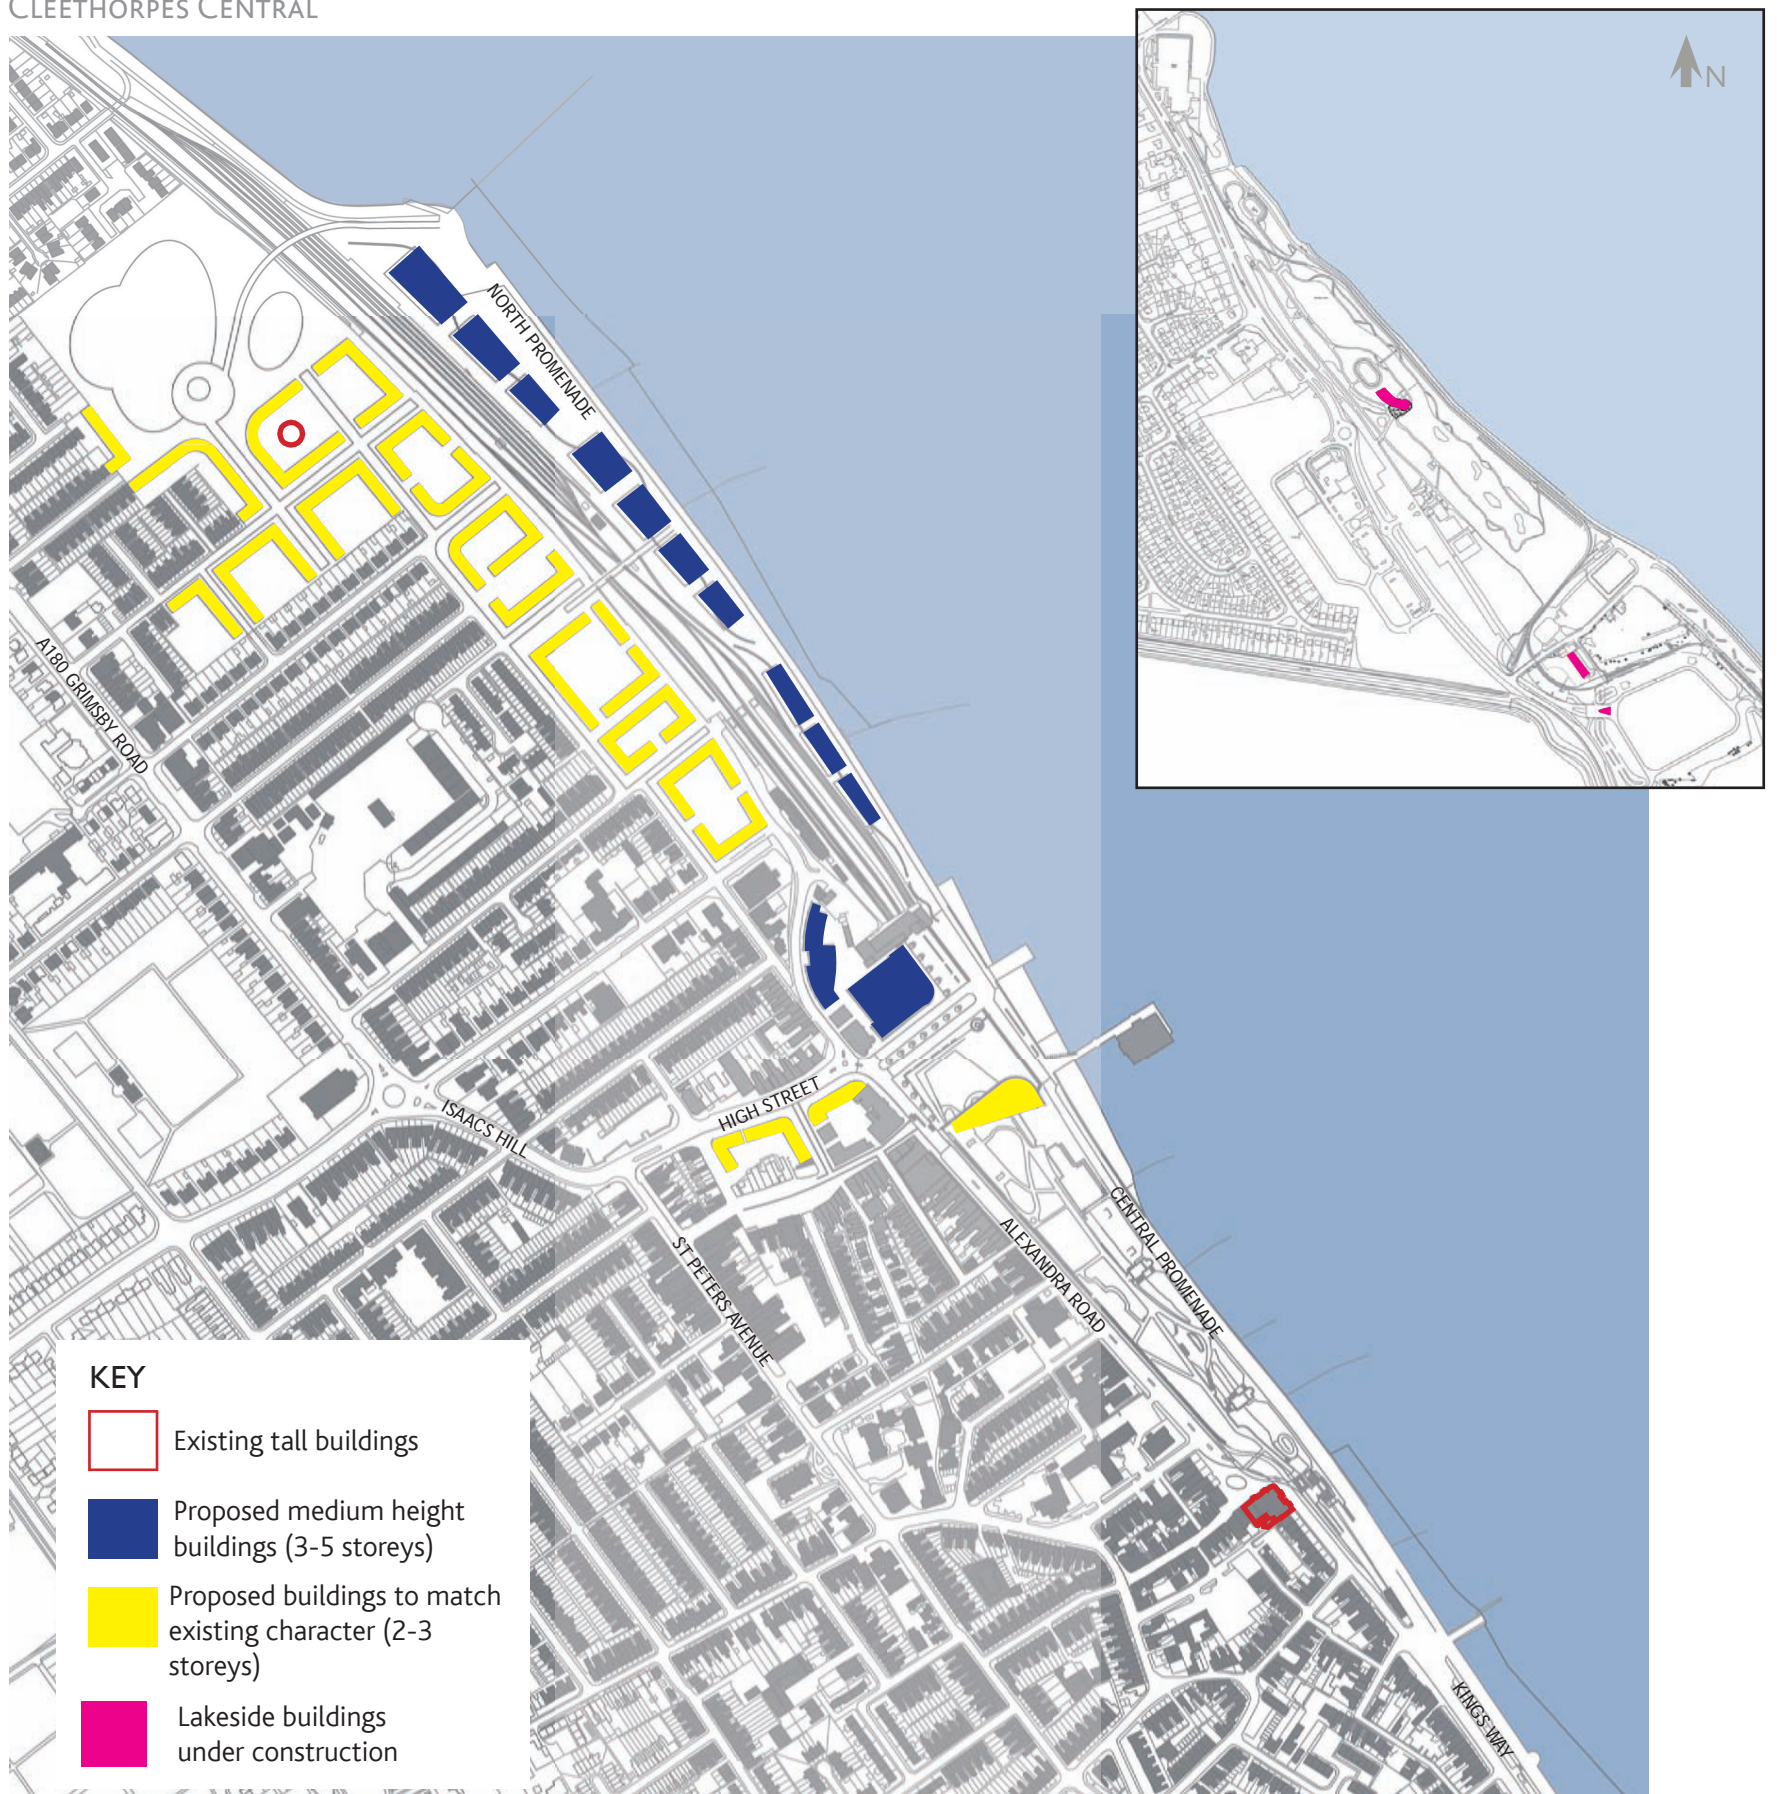 CLEETHORPES CENTRAL
N
NORTH PROMENADE
A180 GRIMSBY ROAD
ISAACS HILL
HIGH STREET
ST PETERS AVENUE
ALEXANDRA ROAD
CENTRAL PROMENADE
KINGS WAY
KEY
Existing tall buildings
Proposed medium height
buildings (3-5 storeys)
Proposed buildings to match
existing character (2-3
storeys)
Lakeside buildings
under construction